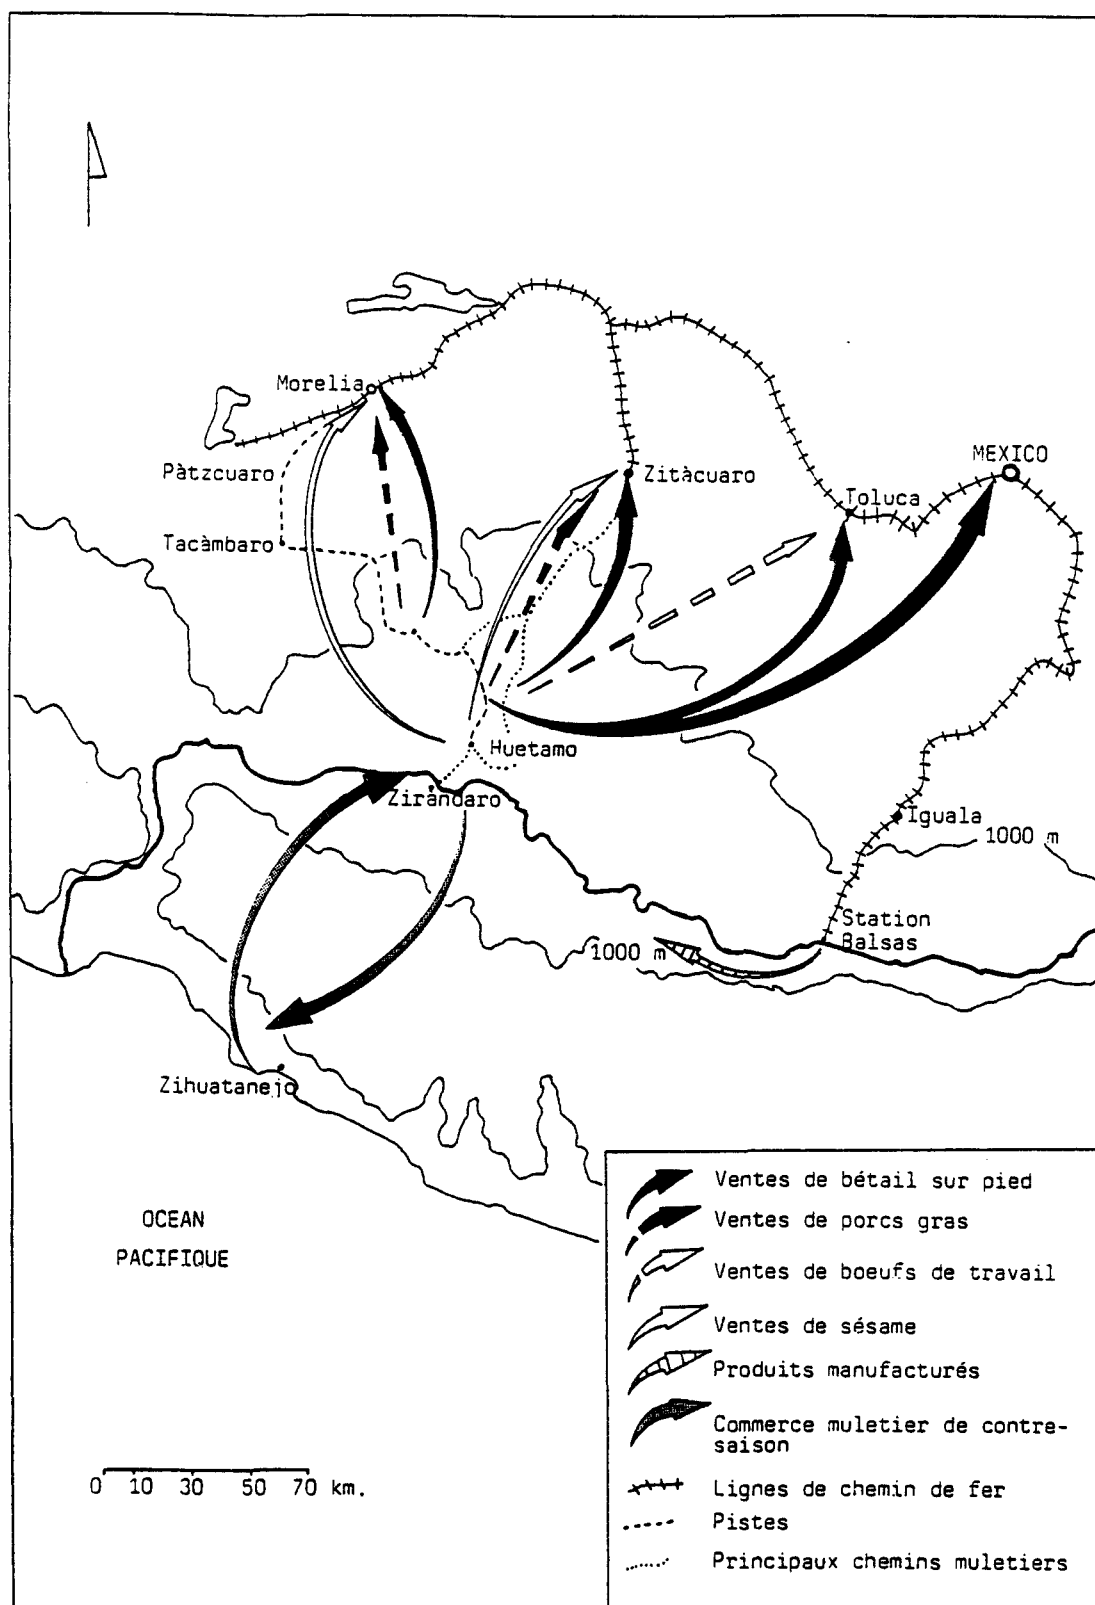 Morelia
MEXICO
Pàtzcuaro
Zitàcuaro
Toluca
Tacàmbaro
Huetamo
Ziràndaro
Iguala
1000 m
Station
Balsas
1000 m
Zihuatanejo
OCEAN
PACIFIQUE
0 10 30 50 70 km.
Ventes de bétail sur pied
Ventes de porcs gras
Ventes de boeufs de travail
Ventes de sésame
Produits manufacturés
Commerce muletier de contre-
saison
Lignes de chemin de fer
Pistes
Principaux chemins muletiers